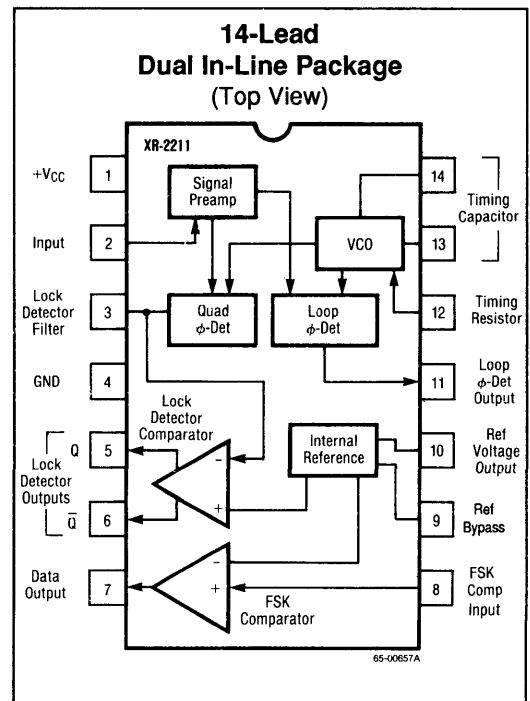 14-Lead
Dual In-Line Package
(Top View)
XR-2211
+VCC
1
Input
2
Lock
Detector
Filter
3
GND
4
Lock
Detector
Outputs
Q
5
Q̅
6
Data
Output
7
Signal
Preamp
VCO
Quad
ϕ-Det
Loop
ϕ-Det
Lock
Detector
Comparator
-
+
Internal
Reference
-
+
FSK
Comparator
14
Timing
Capacitor
13
12
Timing
Resistor
11
Loop
ϕ-Det
Output
10
Ref
Voltage
Output
9
Ref
Bypass
8
FSK
Comp
Input
65-00657A